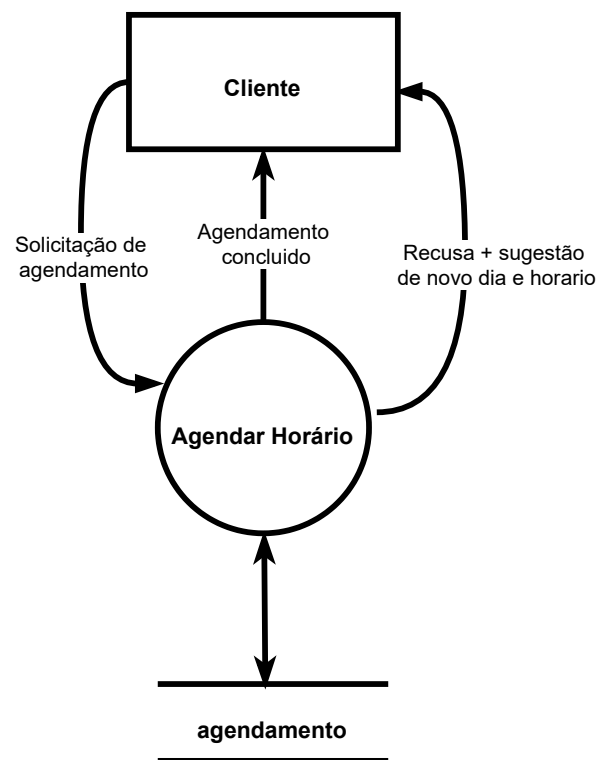 Cliente
Solicitação de
agendamento
Agendamento
concluido
Recusa + sugestão
de novo dia e horario
Agendar Horário
agendamento